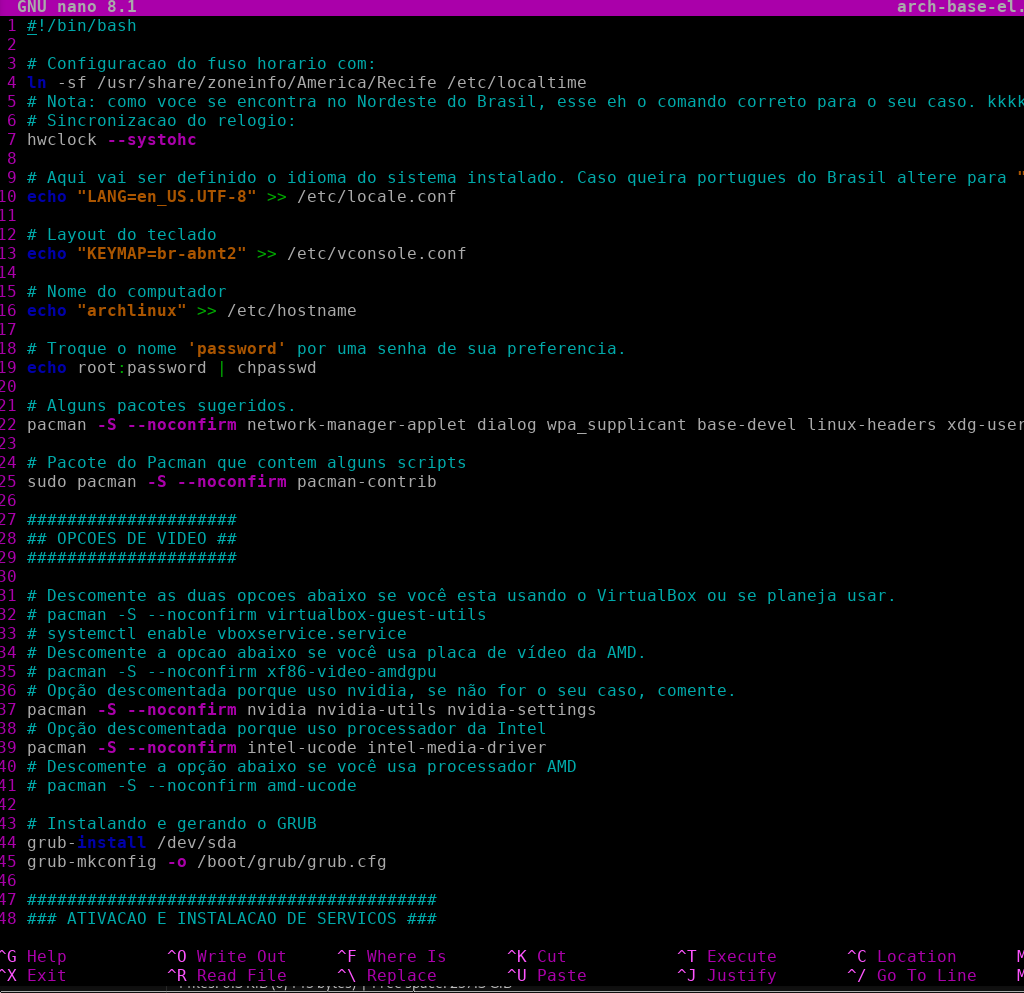 GNU nano 8.1 arch-base-el.
1 #!/bin/bash
2
3 # Configuracao do fuso horario com:
4 ln -sf /usr/share/zoneinfo/America/Recife /etc/localtime
5 # Nota: como voce se encontra no Nordeste do Brasil, esse eh o comando correto para o seu caso. kkkk
6 # Sincronizacao do relogio:
7 hwclock --systohc
8
9 # Aqui vai ser definido o idioma do sistema instalado. Caso queira portugues do Brasil altere para "
10 echo "LANG=en_US.UTF-8" >> /etc/locale.conf
11
12 # Layout do teclado
13 echo "KEYMAP=br-abnt2" >> /etc/vconsole.conf
14
15 # Nome do computador
16 echo "archlinux" >> /etc/hostname
17
18 # Troque o nome 'password' por uma senha de sua preferencia.
19 echo root:password | chpasswd
20
21 # Alguns pacotes sugeridos.
22 pacman -S --noconfirm network-manager-applet dialog wpa_supplicant base-devel linux-headers xdg-user
23
24 # Pacote do Pacman que contem alguns scripts
25 sudo pacman -S --noconfirm pacman-contrib
26
27 #####################
28 ## OPCOES DE VIDEO ##
29 #####################
30
31 # Descomente as duas opcoes abaixo se você esta usando o VirtualBox ou se planeja usar.
32 # pacman -S --noconfirm virtualbox-guest-utils
33 # systemctl enable vboxservice.service
34 # Descomente a opcao abaixo se você usa placa de vídeo da AMD.
35 # pacman -S --noconfirm xf86-video-amdgpu
36 # Opção descomentada porque uso nvidia, se não for o seu caso, comente.
37 pacman -S --noconfirm nvidia nvidia-utils nvidia-settings
38 # Opção descomentada porque uso processador da Intel
39 pacman -S --noconfirm intel-ucode intel-media-driver
40 # Descomente a opção abaixo se você usa processador AMD
41 # pacman -S --noconfirm amd-ucode
42
43 # Instalando e gerando o GRUB
44 grub-install /dev/sda
45 grub-mkconfig -o /boot/grub/grub.cfg
46
47 #########################################
48 ### ATIVACAO E INSTALACAO DE SERVICOS ###
^G Help ^O Write Out ^F Where Is ^K Cut ^T Execute ^C Location M
^X Exit ^R Read File ^\ Replace ^U Paste ^J Justify ^/ Go To Line M